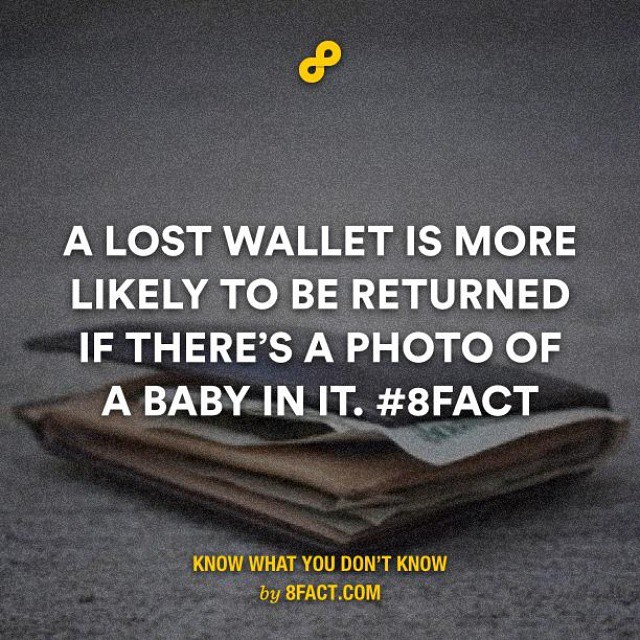 A LOST WALLET IS MORE
LIKELY TO BE RETURNED
IF THERE'S A PHOTO OF
A BABY IN IT. #8FACT
KNOW WHAT YOU DON'T KNOW
by 8FACT.COM